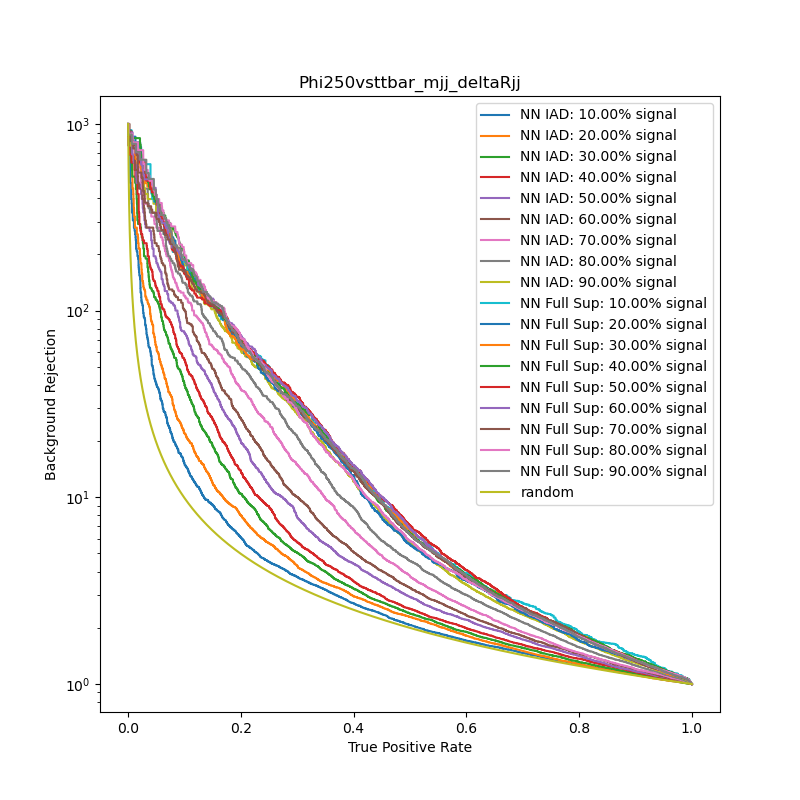 Phi250vsttbar_mjj_deltaRjj
NN IAD: 10.00% signal
NN IAD: 20.00% signal
NN IAD: 30.00% signal
NN IAD: 40.00% signal
NN IAD: 50.00% signal
NN IAD: 60.00% signal
NN IAD: 70.00% signal
NN IAD: 80.00% signal
NN IAD: 90.00% signal
NN Full Sup: 10.00% signal
NN Full Sup: 20.00% signal
NN Full Sup: 30.00% signal
NN Full Sup: 40.00% signal
NN Full Sup: 50.00% signal
NN Full Sup: 60.00% signal
NN Full Sup: 70.00% signal
NN Full Sup: 80.00% signal
NN Full Sup: 90.00% signal
random
Background Rejection
10³
10²
10¹
10⁰
0.0 0.2 0.4 0.6 0.8 1.0
True Positive Rate